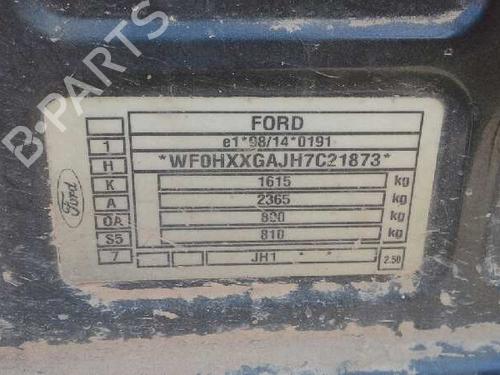 B-PARTS
FORD
1 e1*98/14*0191
H *WF0HXXGAJH7C21873*
K 1615 kg
A 2365 kg
OA 890 kg
S5 810 kg
7 JH1 * * 2.50
Ford